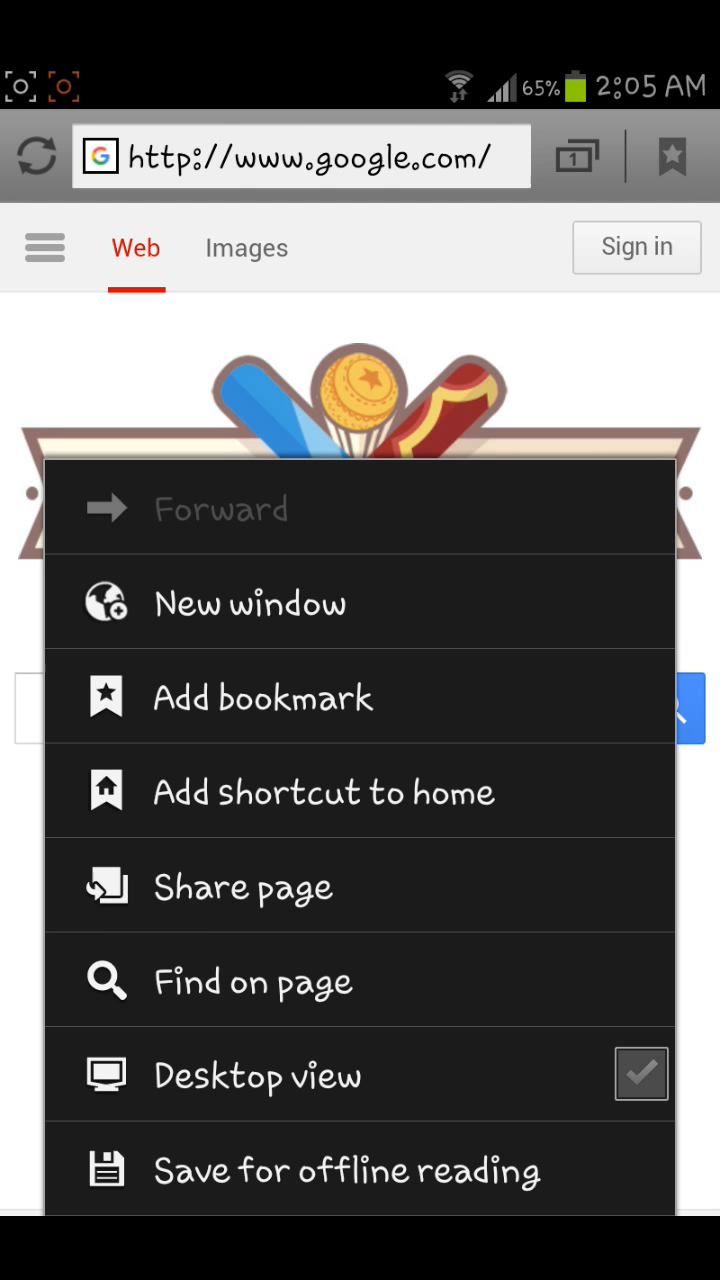 65% 2:05 AM
G http://www.google.com/ 1
Web Images Sign in
Forward
New window
Add bookmark
Add shortcut to home
Share page
Find on page
Desktop view
Save for offline reading